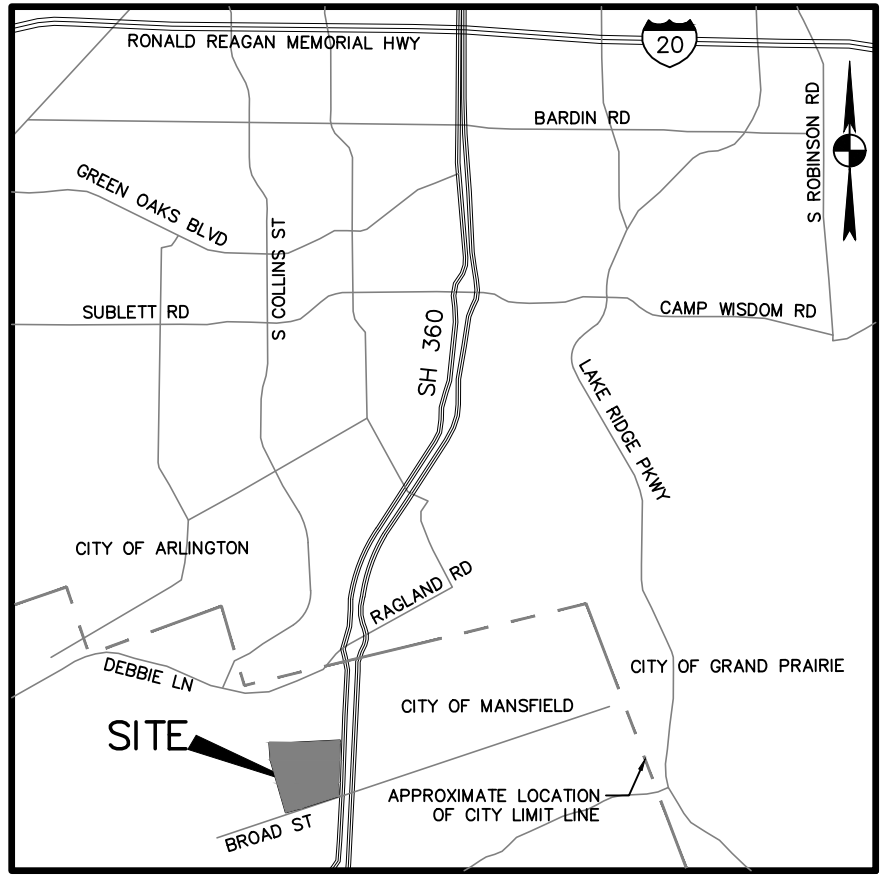 RONALD REAGAN MEMORIAL HWY
20
BARDIN RD
S ROBINSON RD
GREEN OAKS BLVD
S COLLINS ST
SUBLETT RD
CAMP WISDOM RD
SH 360
LAKE RIDGE PKWY
CITY OF ARLINGTON
RAGLAND RD
DEBBIE LN
CITY OF GRAND PRAIRIE
CITY OF MANSFIELD
SITE
APPROXIMATE LOCATION
OF CITY LIMIT LINE
BROAD ST